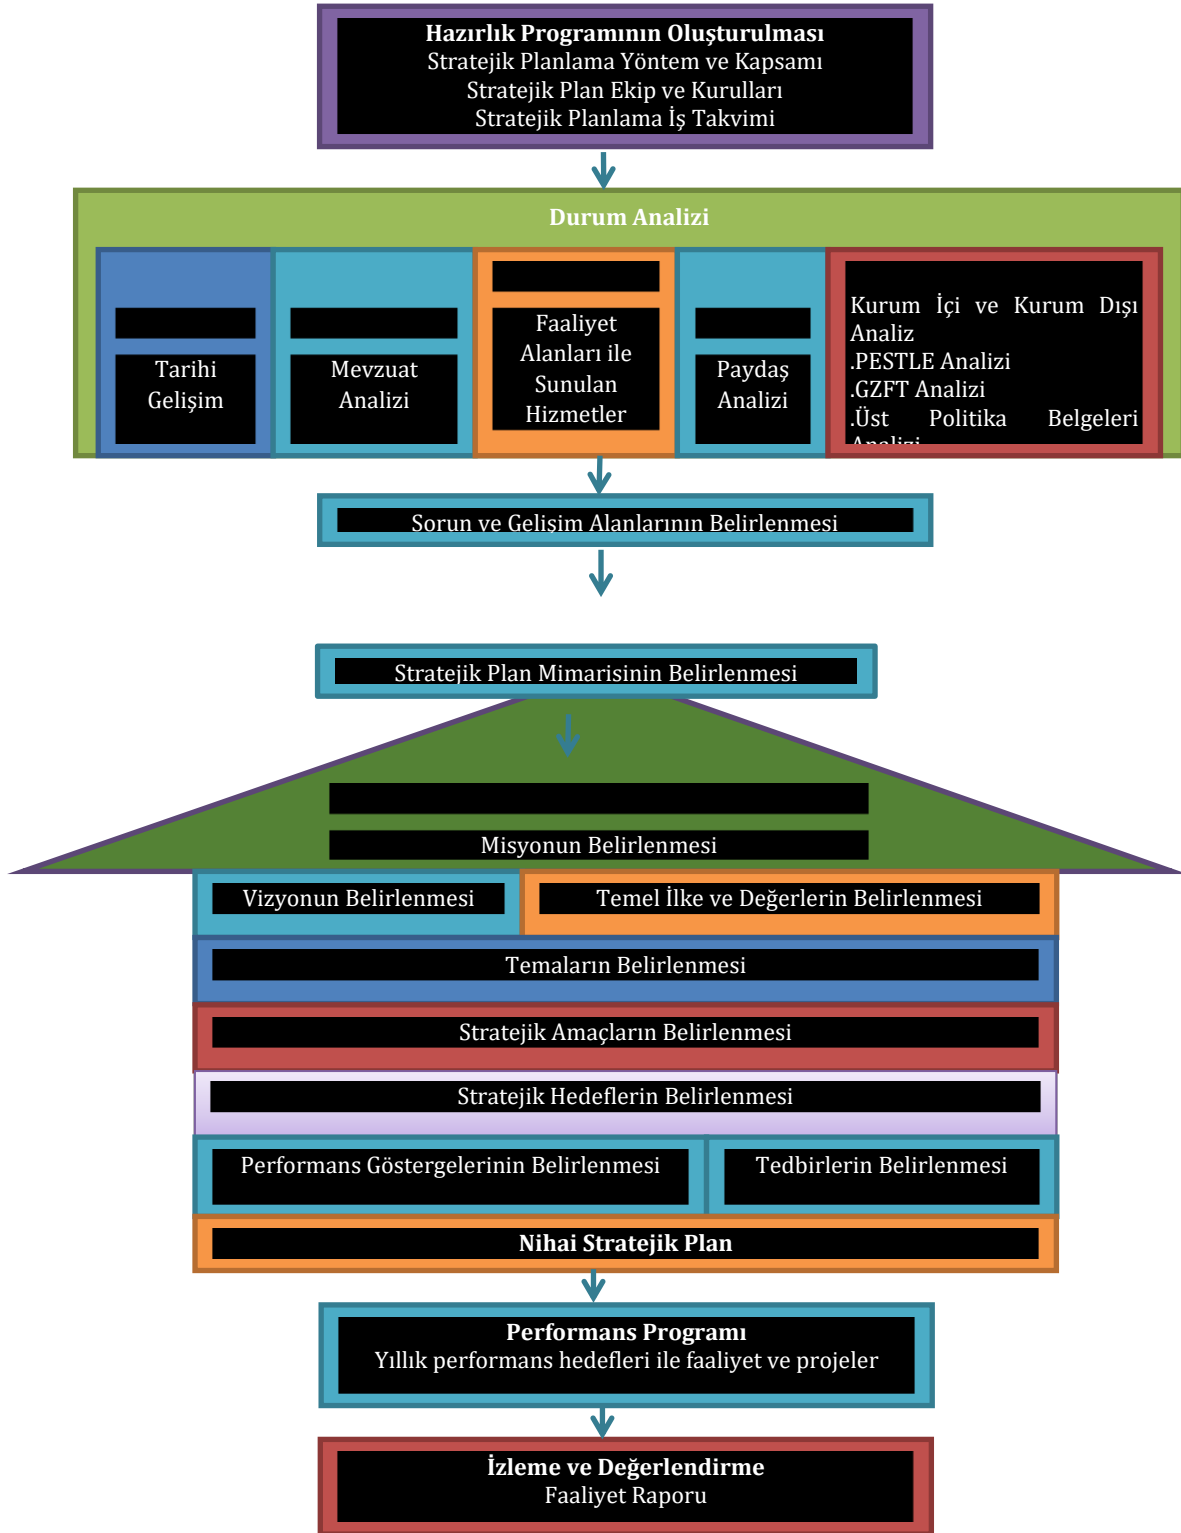 Hazırlık Programının Oluşturulması
Stratejik Planlama Yöntem ve Kapsamı
Stratejik Plan Ekip ve Kurulları
Stratejik Planlama İş Takvimi
Durum Analizi
Tarihi
Gelişim
Mevzuat
Analizi
Faaliyet
Alanları ile
Sunulan
Hizmetler
Paydaş
Analizi
Kurum İçi ve Kurum Dışı
Analiz
.PESTLE Analizi
.GZFT Analizi
.Üst Politika Belgeleri
Analizi
Sorun ve Gelişim Alanlarının Belirlenmesi
Stratejik Plan Mimarisinin Belirlenmesi
Misyonun Belirlenmesi
Vizyonun Belirlenmesi
Temel İlke ve Değerlerin Belirlenmesi
Temaların Belirlenmesi
Stratejik Amaçların Belirlenmesi
Stratejik Hedeflerin Belirlenmesi
Performans Göstergelerinin Belirlenmesi
Tedbirlerin Belirlenmesi
Nihai Stratejik Plan
Performans Programı
Yıllık performans hedefleri ile faaliyet ve projeler
İzleme ve Değerlendirme
Faaliyet Raporu